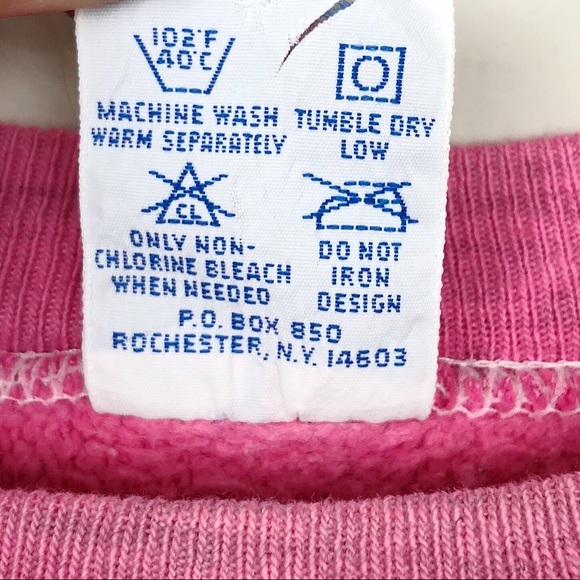 102°F
40°C
MACHINE WASH
WARM SEPARATELY
TUMBLE DRY
LOW
CL
ONLY NON-
CHLORINE BLEACH
WHEN NEEDED
DO NOT
IRON
DESIGN
P.O. BOX 850
ROCHESTER, N.Y. 14603